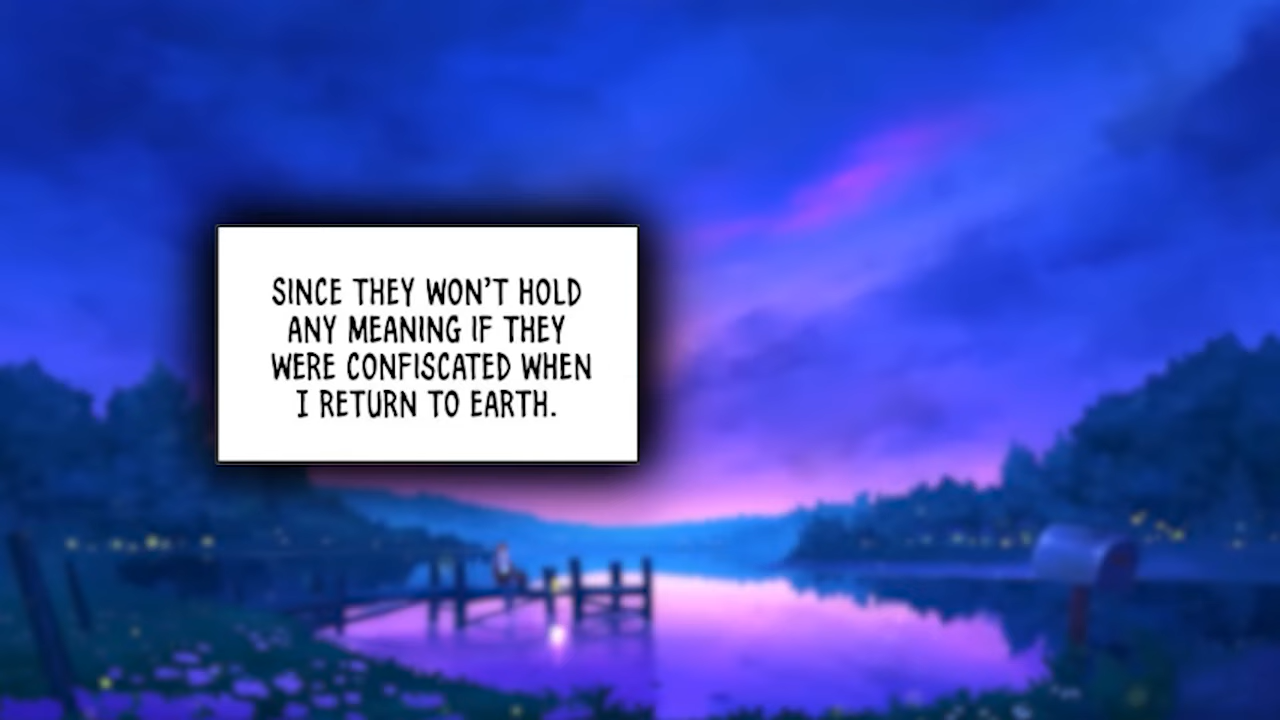 SINCE THEY WON'T HOLD
ANY MEANING IF THEY
WERE CONFISCATED WHEN
I RETURN TO EARTH.